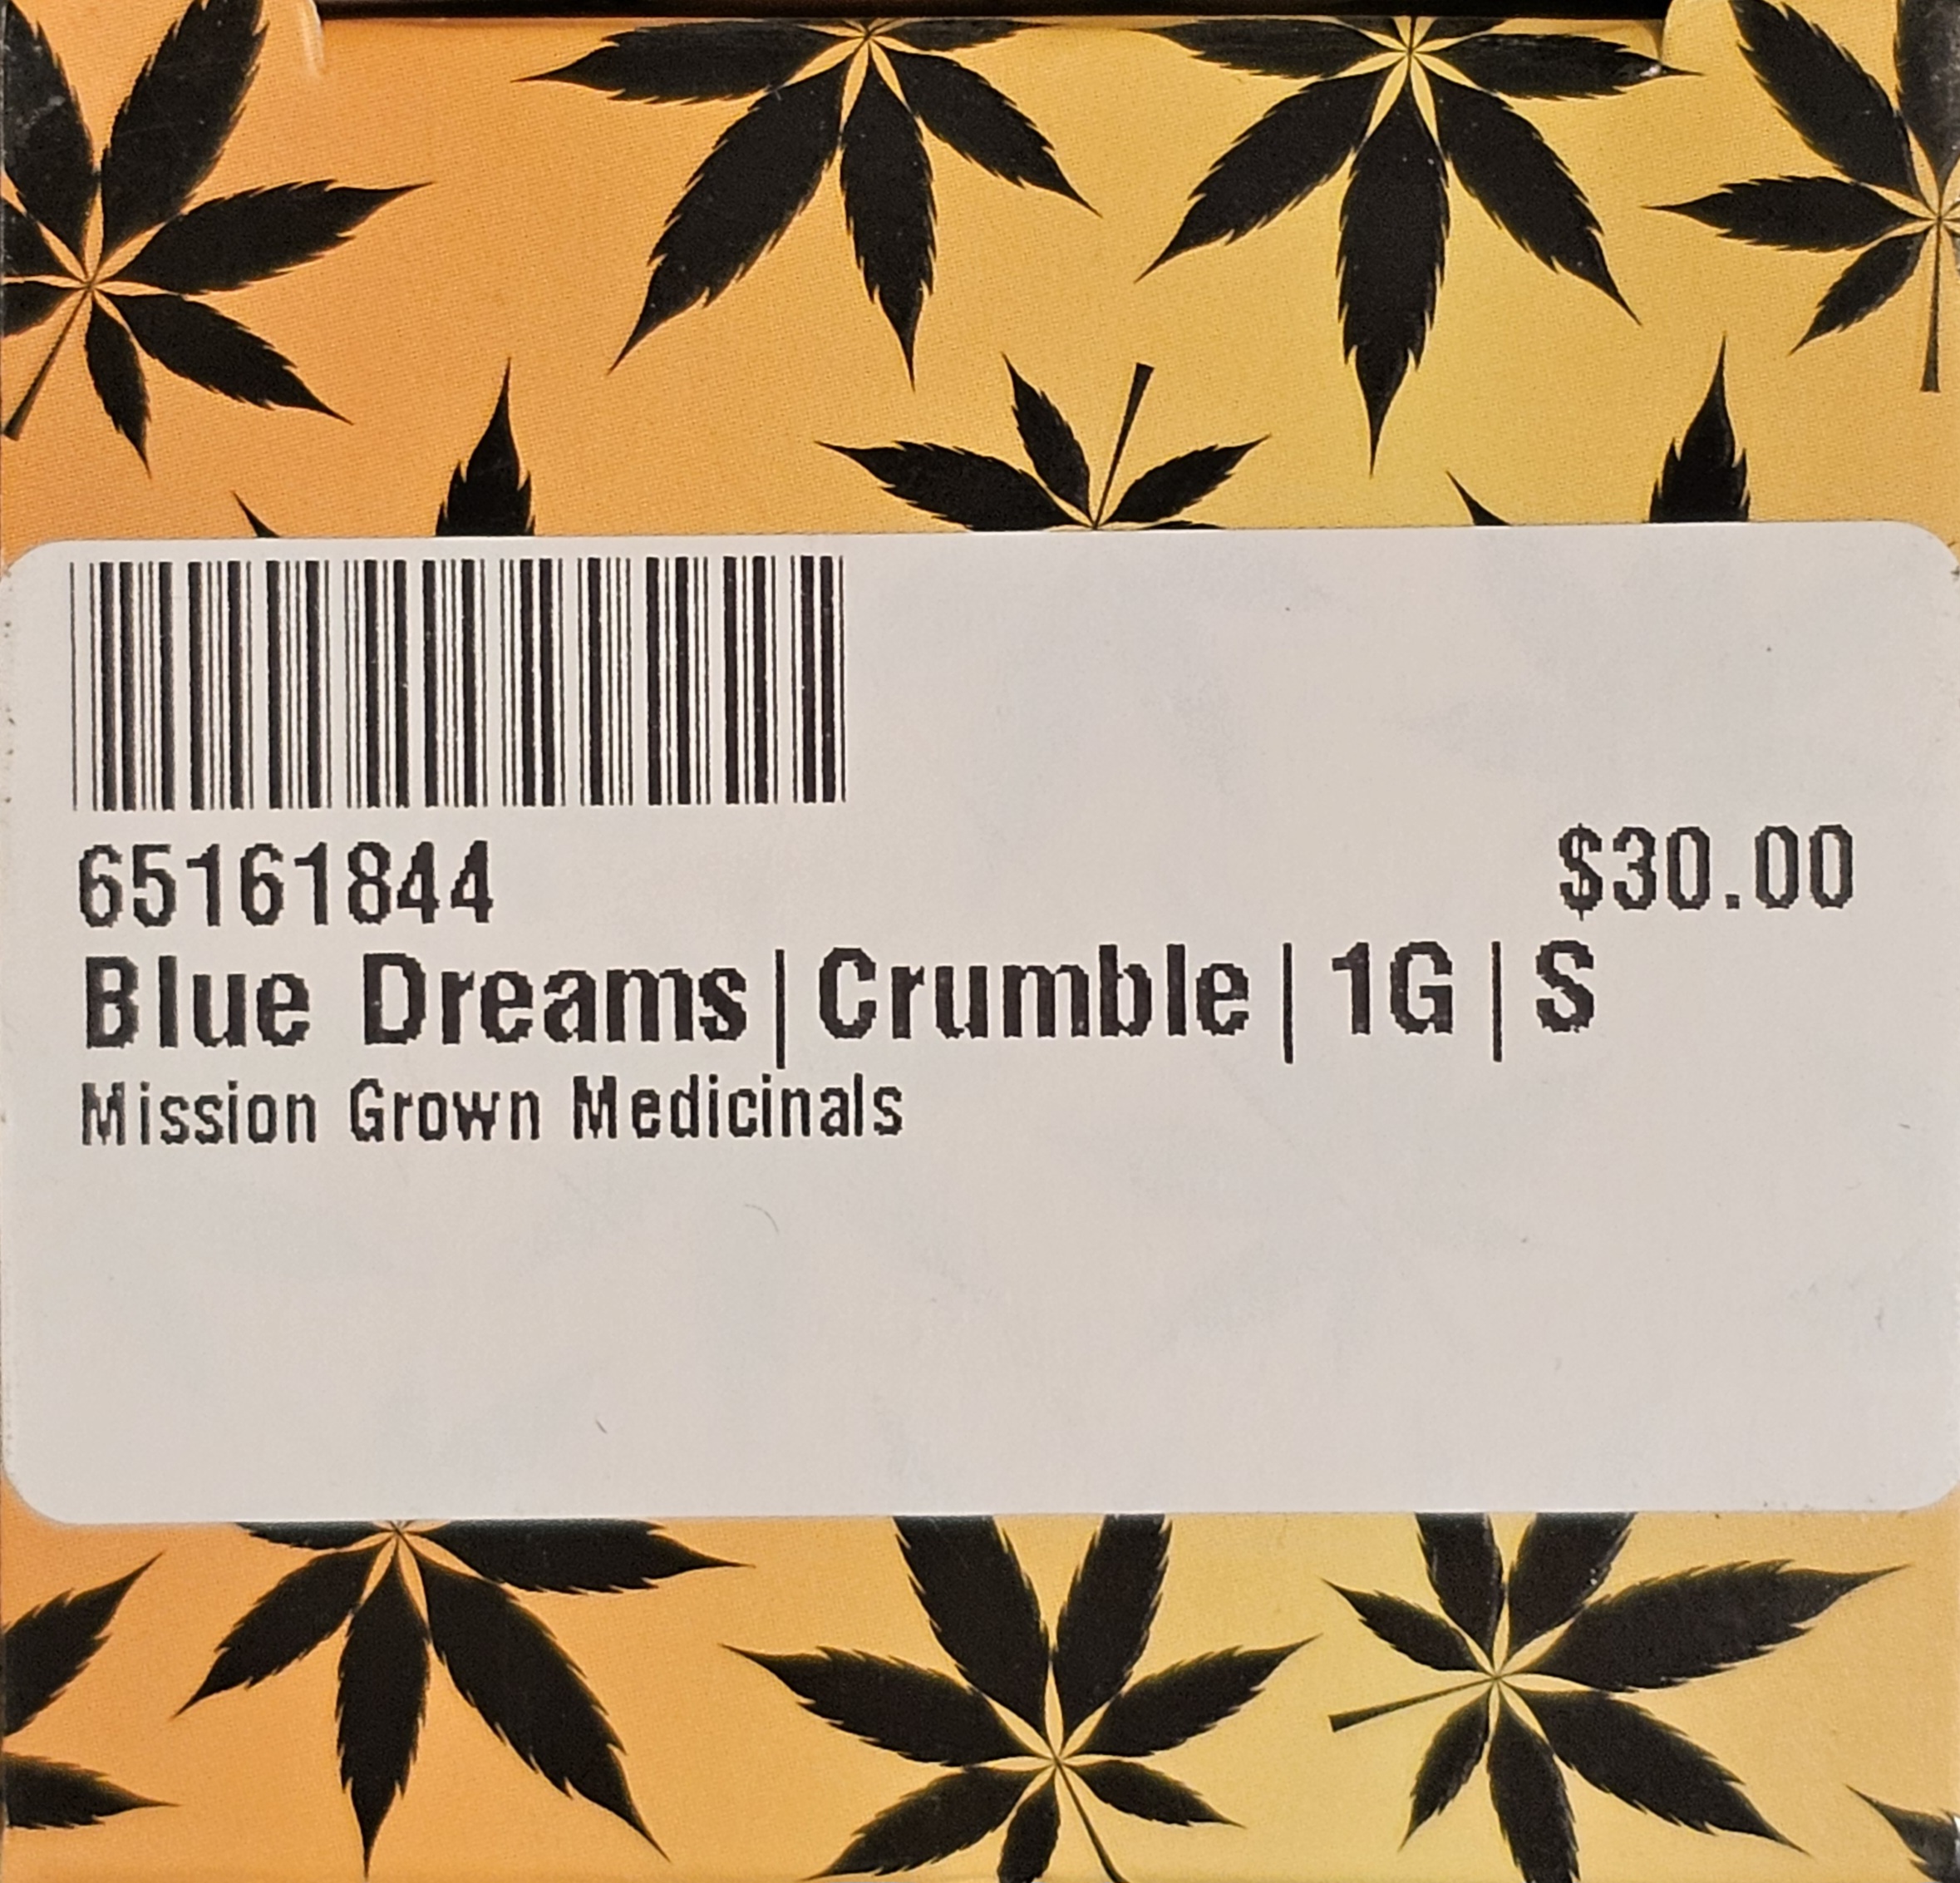 65161844 $30.00
Blue Dreams|Crumble|1G|S
Mission Grown Medicinals